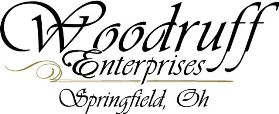 Woodruff
Enterprises
Springfield, Oh